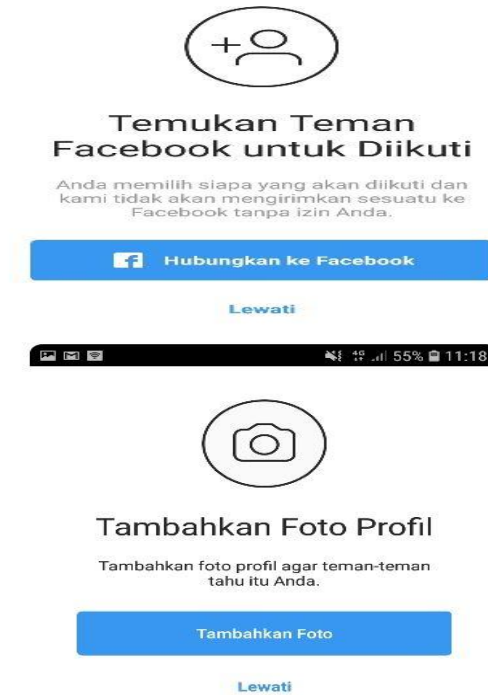 Temukan Teman
Facebook untuk Diikuti
Anda memilih siapa yang akan diikuti dan
kami tidak akan mengirimkan sesuatu ke
Facebook tanpa izin Anda.
f Hubungkan ke Facebook
Lewati
4G 55% 11:18
Tambahkan Foto Profil
Tambahkan foto profil agar teman-teman
tahu itu Anda.
Tambahkan Foto
Lewati